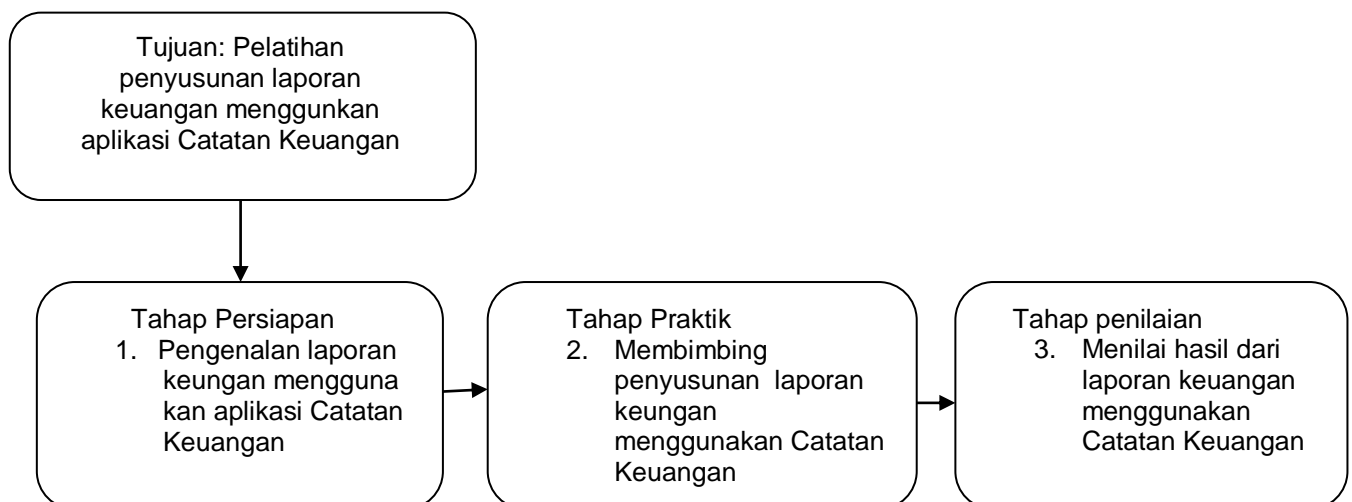 Tujuan: Pelatihan
penyusunan laporan
keuangan menggunkan
aplikasi Catatan Keuangan
Tahap Persiapan
1. Pengenalan laporan
keungan mengguna
kan aplikasi Catatan
Keuangan
Tahap Praktik
2. Membimbing
penyusunan laporan
keungan
menggunakan Catatan
Keuangan
Tahap penilaian
3. Menilai hasil dari
laporan keuangan
menggunakan
Catatan Keuangan